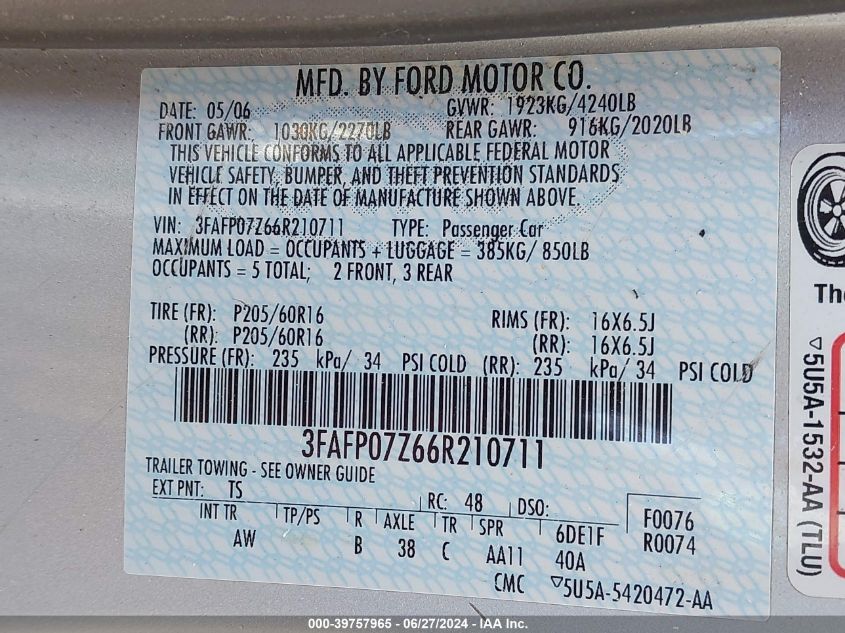 MFD. BY FORD MOTOR CO.
DATE: 05/06 GVWR: 1923KG/4240LB
FRONT GAWR: 1030KG/2270LB REAR GAWR: 916KG/2020LB
THIS VEHICLE CONFORMS TO ALL APPLICABLE FEDERAL MOTOR
VEHICLE SAFETY, BUMPER, AND THEFT PREVENTION STANDARDS
IN EFFECT ON THE DATE OF MANUFACTURE SHOWN ABOVE.
VIN: 3FAFP07Z66R210711 TYPE: Passenger Car
MAXIMUM LOAD = OCCUPANTS + LUGGAGE = 385KG/ 850LB
OCCUPANTS = 5 TOTAL; 2 FRONT, 3 REAR
TIRE (FR): P205/60R16 RIMS (FR): 16X6.5J
(RR): P205/60R16 (RR): 16X6.5J
PRESSURE (FR): 235 kPa/ 34 PSI COLD (RR): 235 kPa/ 34 PSI COLD
3FAFP07Z66R210711
TRAILER TOWING - SEE OWNER GUIDE
EXT PNT: TS RC: 48 DSO:
INT TR TP/PS R AXLE TR SPR 6DE1F F0076
AW B 38 C AA11 40A R0074
CMC ▽5U5A-5420472-AA
The
▽5U5A-1532-AA (TLU)
000-39757965 - 06/27/2024 - IAA Inc.